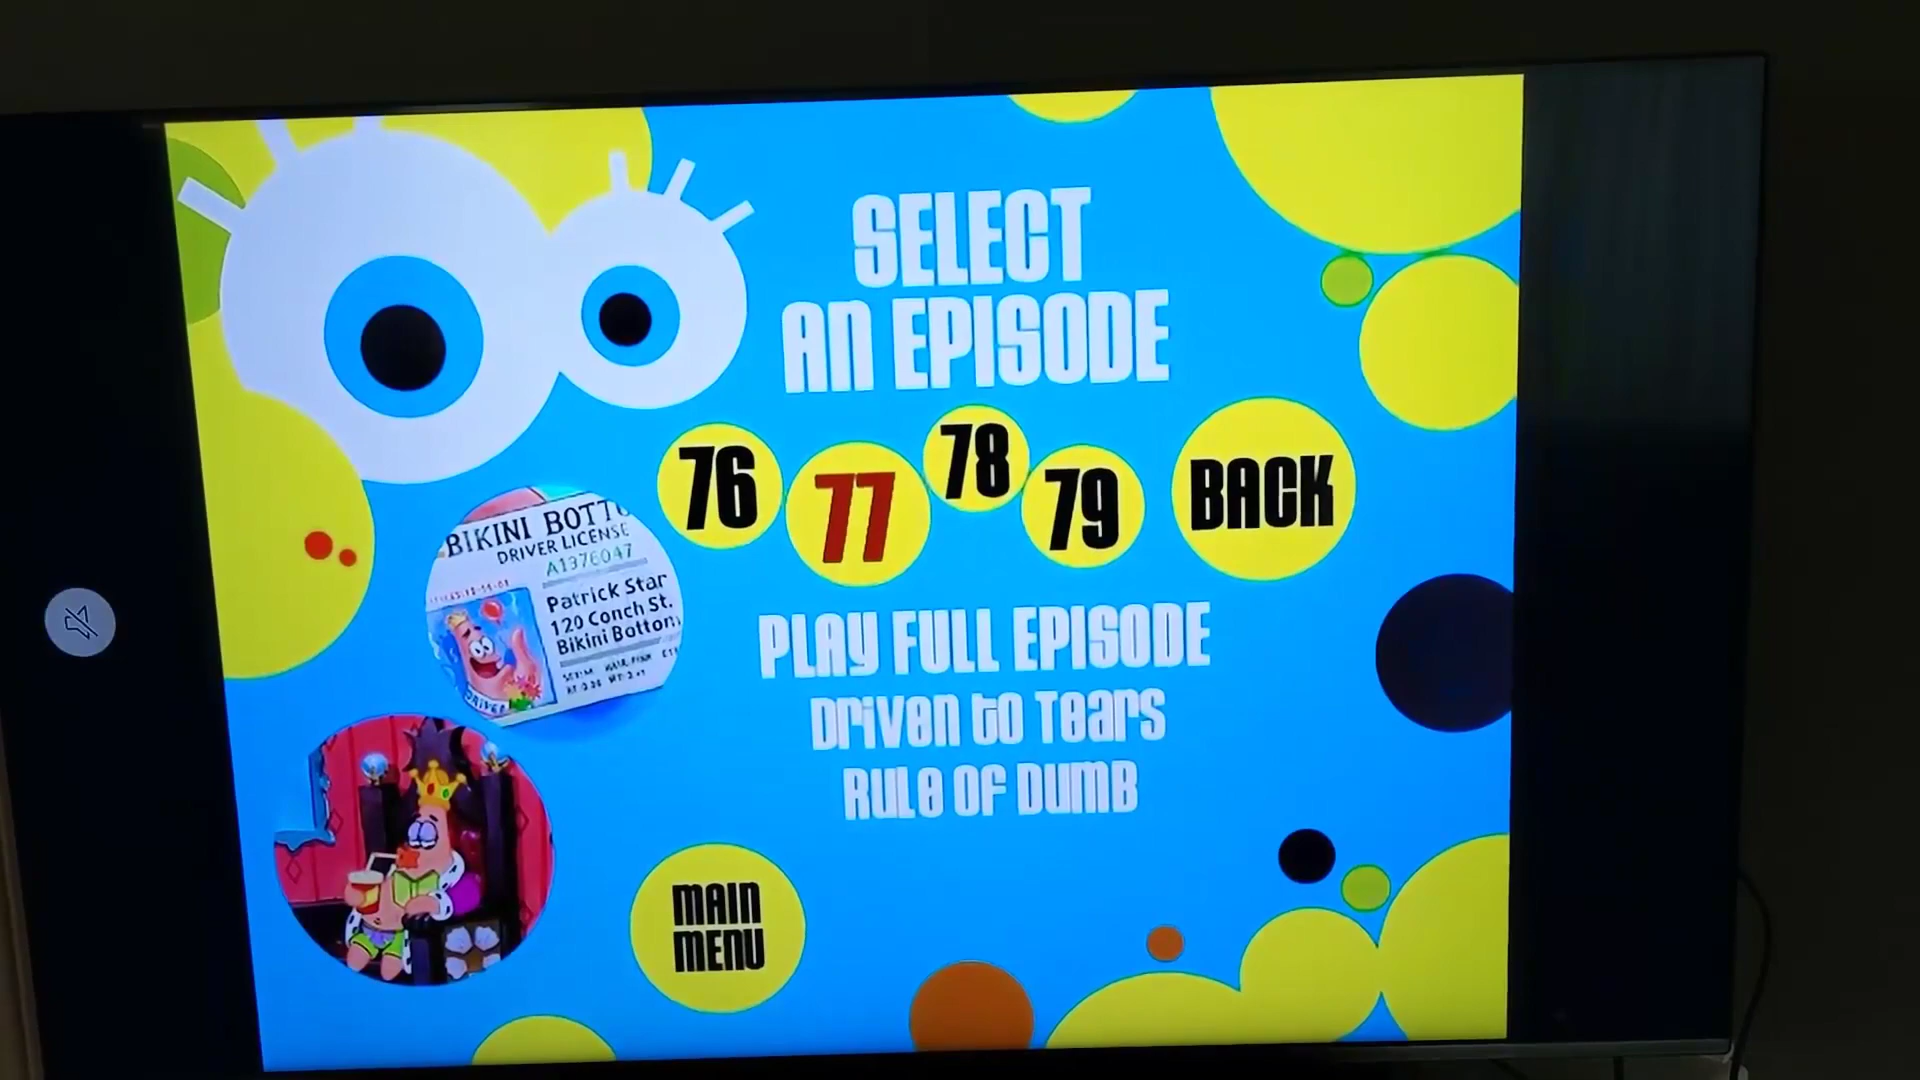 SELECT
AN EPISODE
76
77
78
79
BACK
BIKINI BOTTO
DRIVER LICENSE
A1376047
Patrick Star
120 Conch St.
Bikini Bottom
PLAY FULL EPISODE
Driven to Tears
RULE OF DUMB
MAIN
MENU